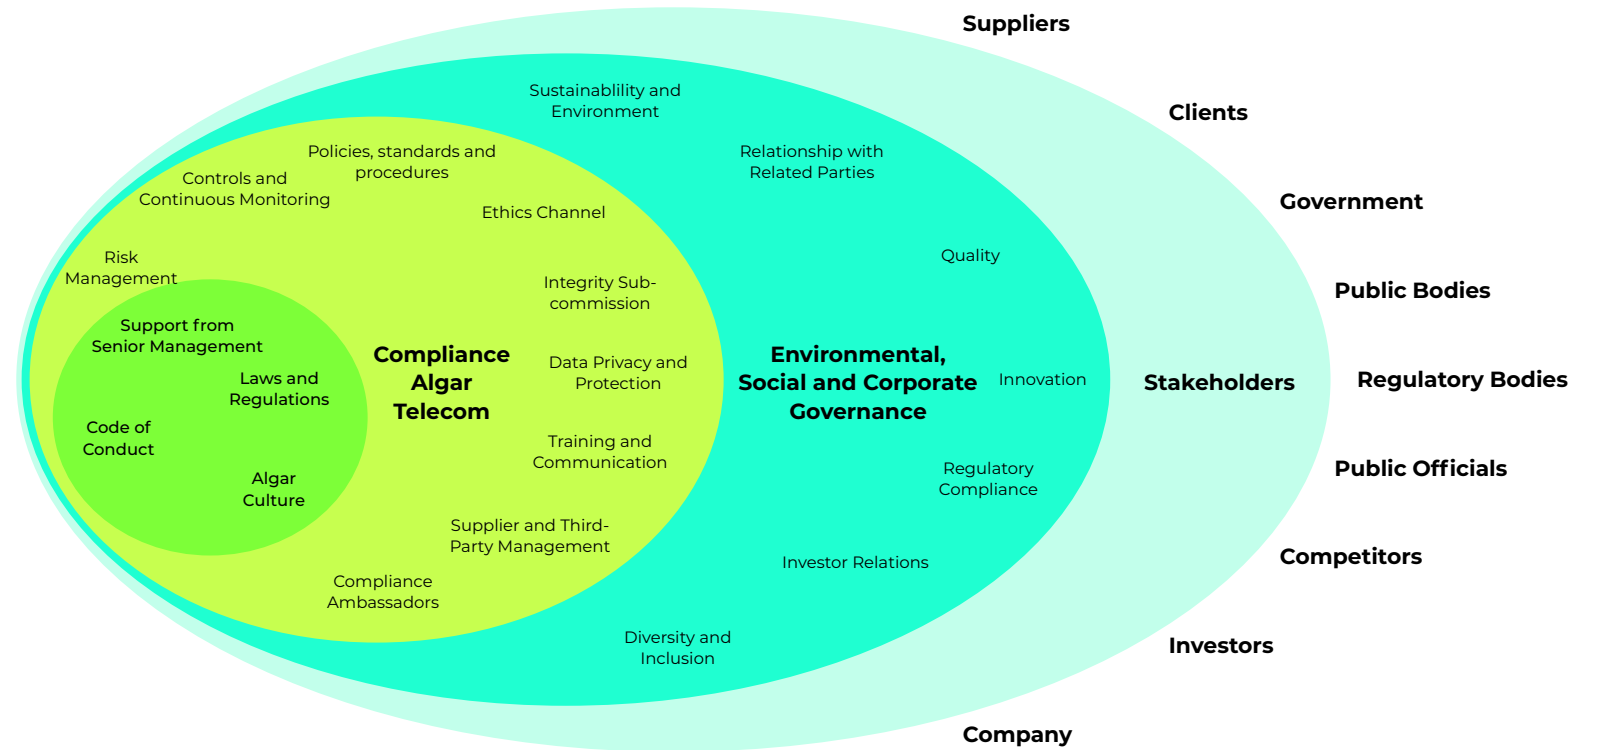 Suppliers
Clients
Government
Public Bodies
Regulatory Bodies
Public Officials
Competitors
Investors
Company
Stakeholders
Sustainablility and
Environment
Relationship with
Related Parties
Quality
Innovation
Regulatory
Compliance
Investor Relations
Diversity and
Inclusion
Environmental,
Social and Corporate
Governance
Policies, standards and
procedures
Controls and
Continuous Monitoring
Ethics Channel
Risk
Management
Integrity Sub-
commission
Data Privacy and
Protection
Training and
Communication
Supplier and Third-
Party Management
Compliance
Ambassadors
Compliance
Algar
Telecom
Support from
Senior Management
Laws and
Regulations
Code of
Conduct
Algar
Culture